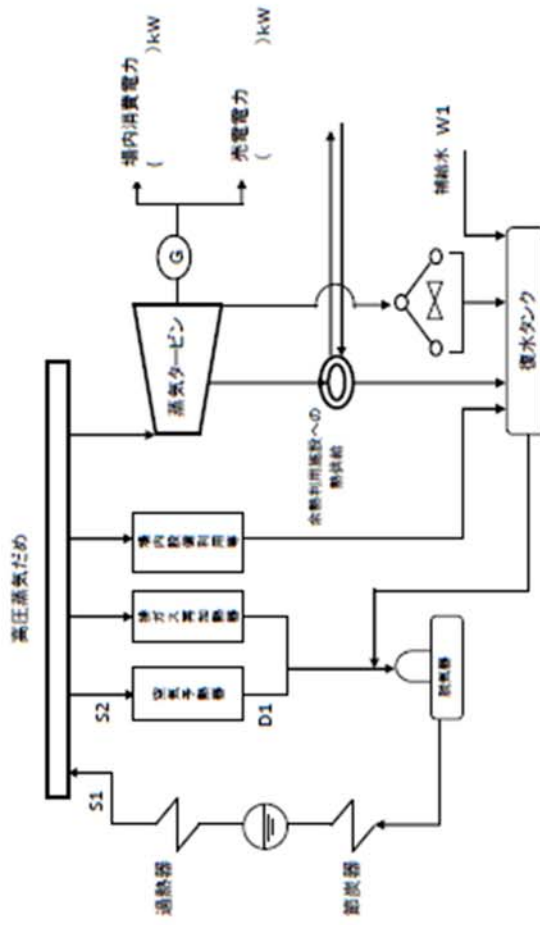 高圧蒸気だめ
S1
S2
過熱器
空気予熱器
排ガス再加熱器
場内設備利用等
D1
蒸気タービン
G
場内消費電力
(　　　　)kW
売電電力
(　　　　)kW
余熱利用施設への
熱供給
節炭器
脱気器
復水タンク
補給水 W1